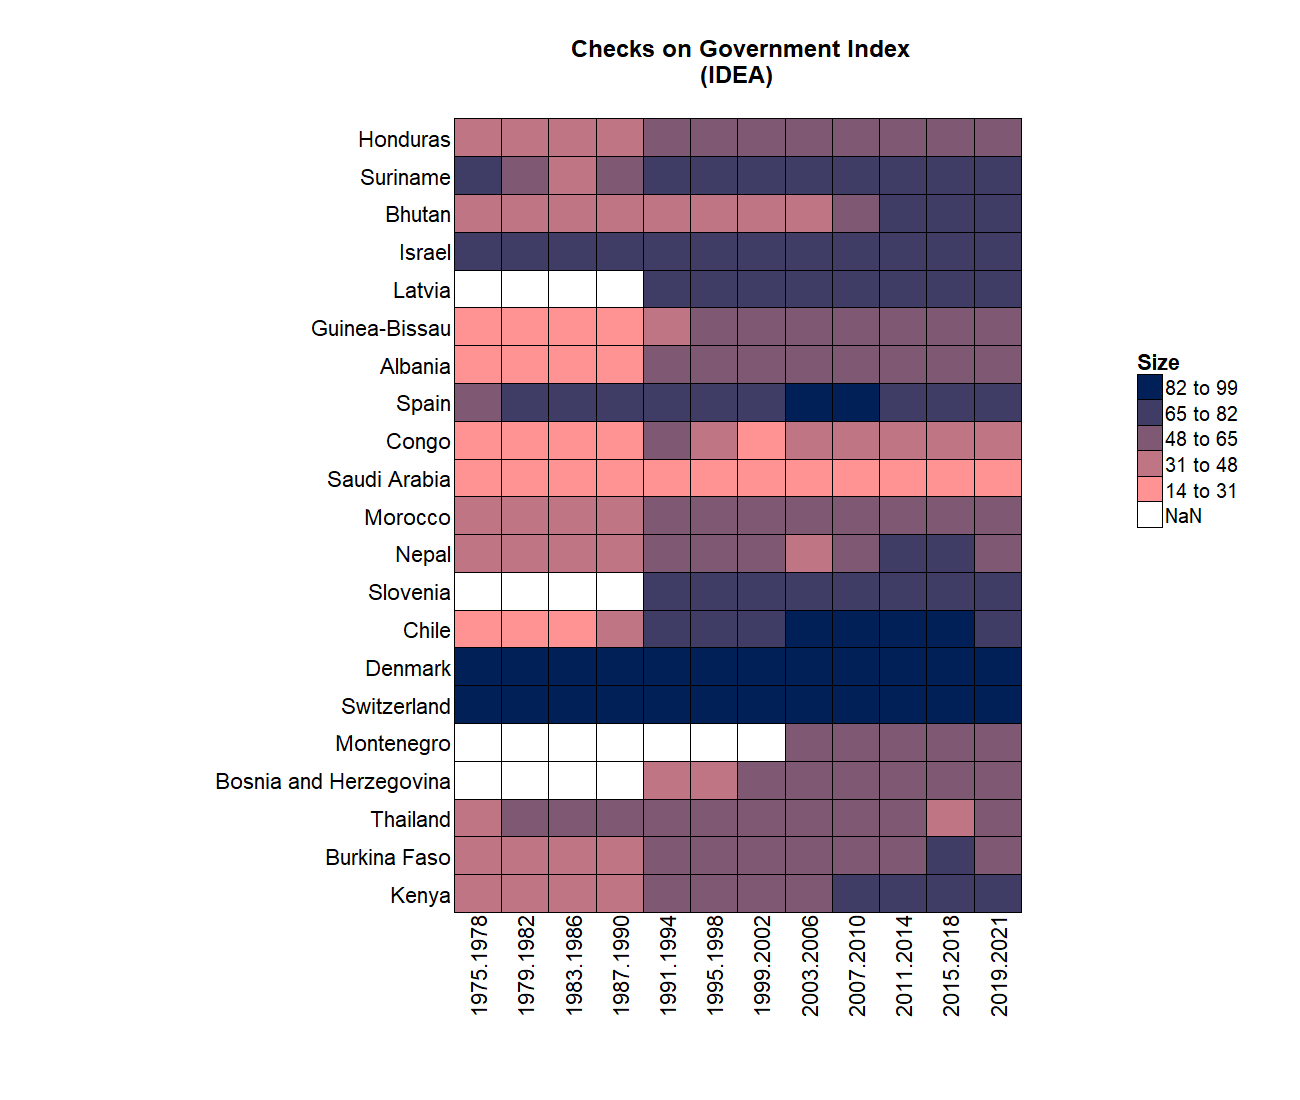 Checks on Government Index
(IDEA)
Honduras
Suriname
Bhutan
Israel
Latvia
Guinea-Bissau
Albania
Spain
Congo
Saudi Arabia
Morocco
Nepal
Slovenia
Chile
Denmark
Switzerland
Montenegro
Bosnia and Herzegovina
Thailand
Burkina Faso
Kenya
1975.1978
1979.1982
1983.1986
1987.1990
1991.1994
1995.1998
1999.2002
2003.2006
2007.2010
2011.2014
2015.2018
2019.2021
Size
82 to 99
65 to 82
48 to 65
31 to 48
14 to 31
NaN